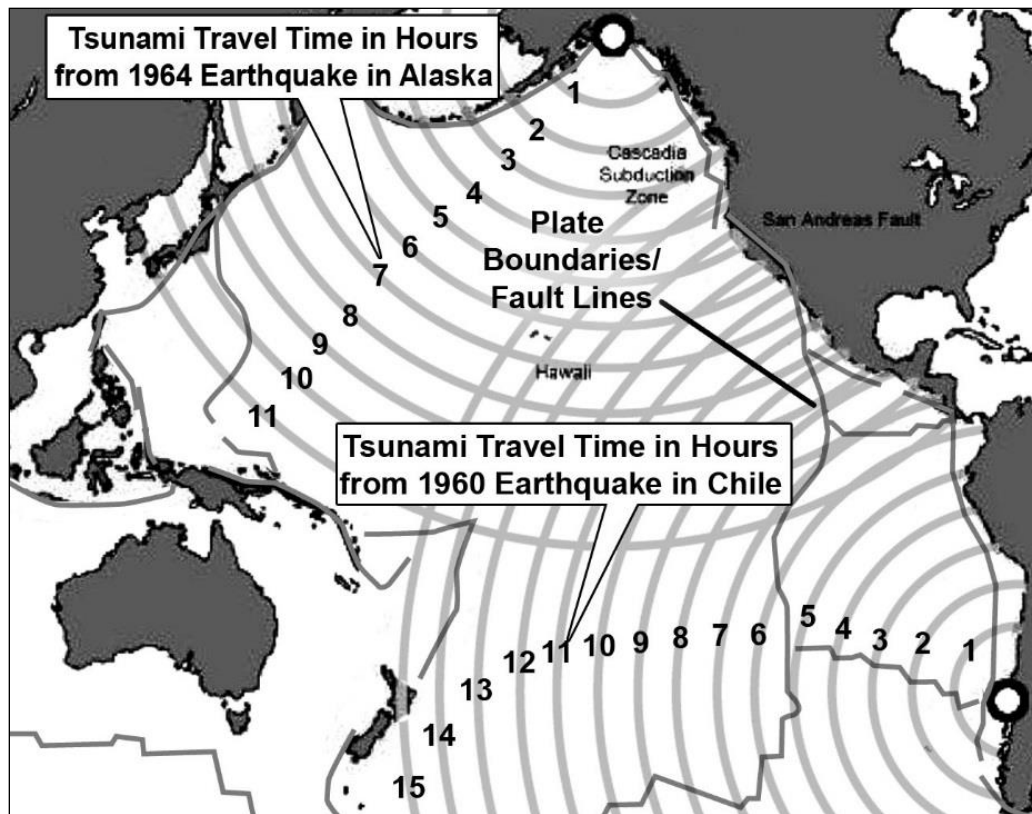 Tsunami Travel Time in Hours
from 1964 Earthquake in Alaska
1
2
3
4
5
6
7
8
9
10
11
Cascadia
Subduction
Zone
San Andreas Fault
Plate
Boundaries/
Fault Lines
Hawaii
Tsunami Travel Time in Hours
from 1960 Earthquake in Chile
1
2
3
4
5
6
7
8
9
10
11
12
13
14
15